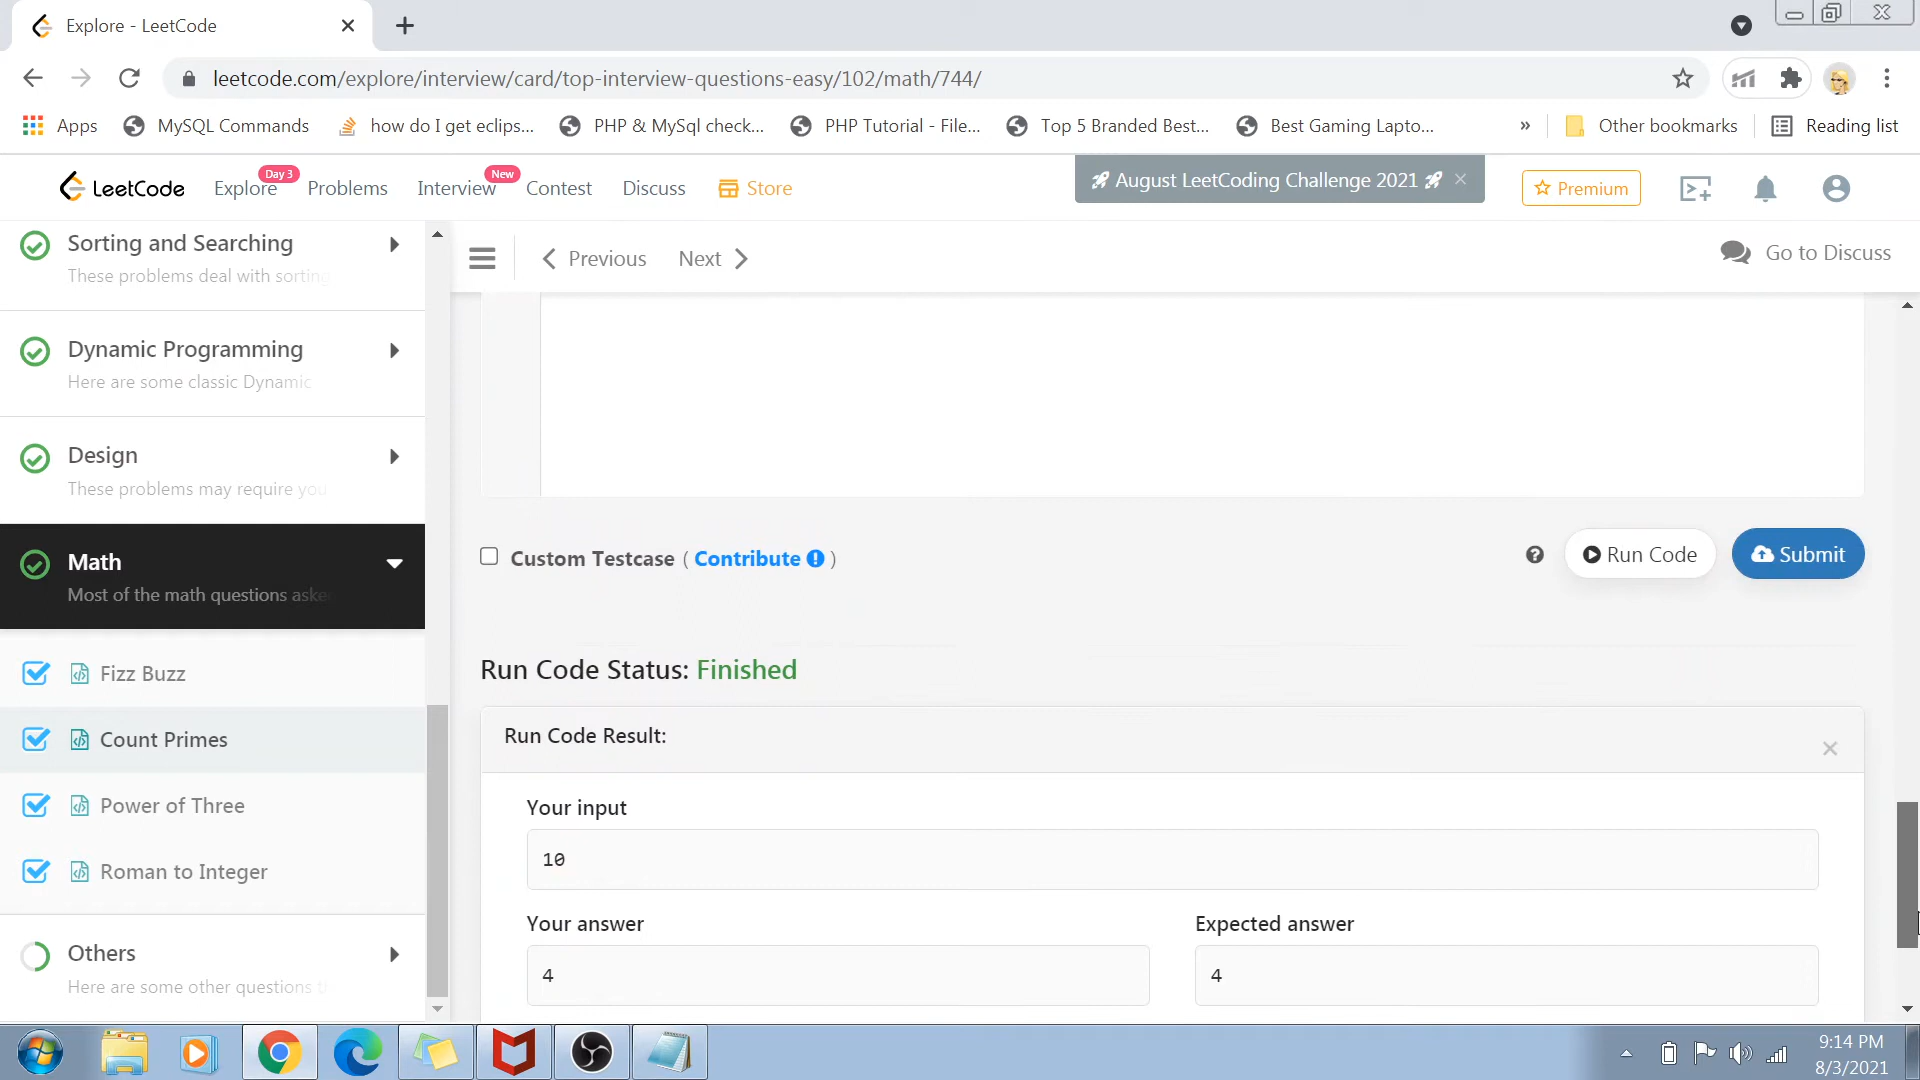 Explore - LeetCode
leetcode.com/explore/interview/card/top-interview-questions-easy/102/math/744/
Apps
MySQL Commands
how do I get eclips...
PHP & MySql check...
PHP Tutorial - File...
Top 5 Branded Best...
Best Gaming Lapto...
»
Other bookmarks
Reading list
LeetCode
Explore
Day 3
Problems
Interview
New
Contest
Discuss
Store
August LeetCoding Challenge 2021
Premium
Sorting and Searching
These problems deal with sorting
Dynamic Programming
Here are some classic Dynamic
Design
These problems may require you
Math
Most of the math questions aske
Fizz Buzz
Count Primes
Power of Three
Roman to Integer
Others
Here are some other questions t
Previous
Next
Go to Discuss
Custom Testcase ( Contribute )
Run Code
Submit
Run Code Status: Finished
Run Code Result:
Your input
10
Your answer
4
Expected answer
4
9:14 PM
8/3/2021